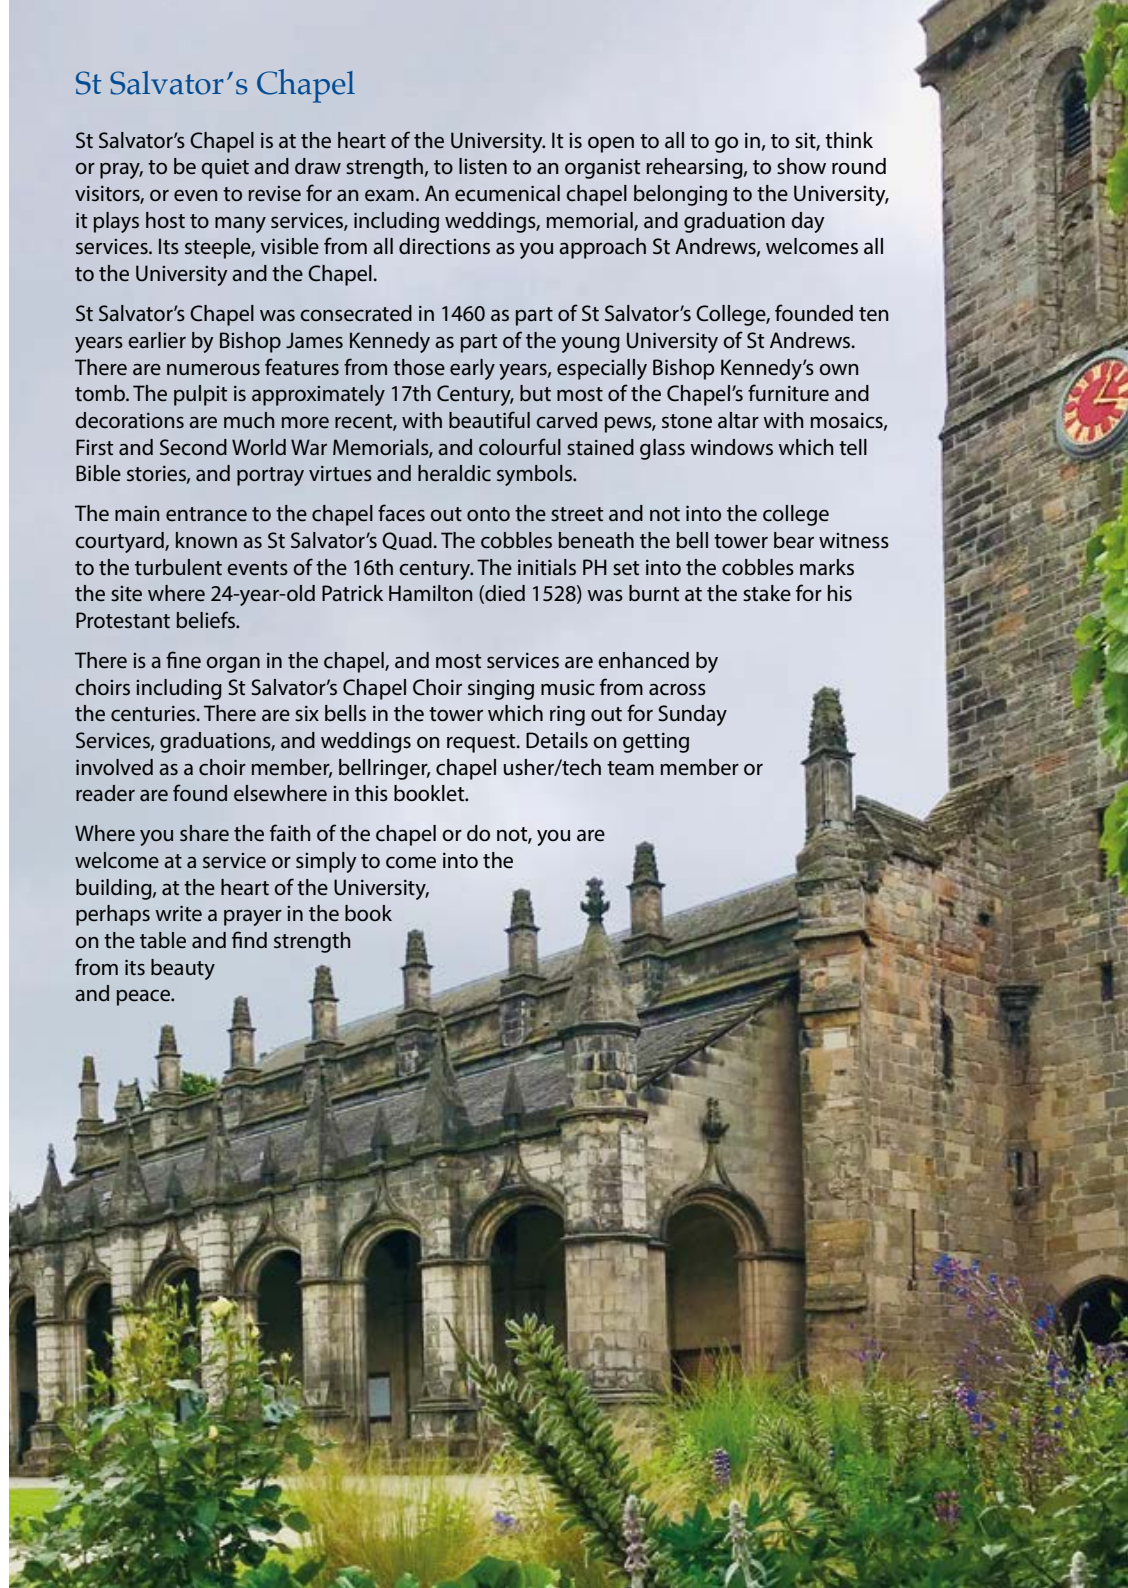 St Salvator’s Chapel
St Salvator’s Chapel is at the heart of the University. It is open to all to go in, to sit, think
or pray, to be quiet and draw strength, to listen to an organist rehearsing, to show round
visitors, or even to revise for an exam. An ecumenical chapel belonging to the University,
it plays host to many services, including weddings, memorial, and graduation day
services. Its steeple, visible from all directions as you approach St Andrews, welcomes all
to the University and the Chapel.
St Salvator’s Chapel was consecrated in 1460 as part of St Salvator’s College, founded ten
years earlier by Bishop James Kennedy as part of the young University of St Andrews.
There are numerous features from those early years, especially Bishop Kennedy’s own
tomb. The pulpit is approximately 17th Century, but most of the Chapel’s furniture and
decorations are much more recent, with beautiful carved pews, stone altar with mosaics,
First and Second World War Memorials, and colourful stained glass windows which tell
Bible stories, and portray virtues and heraldic symbols.
The main entrance to the chapel faces out onto the street and not into the college
courtyard, known as St Salvator’s Quad. The cobbles beneath the bell tower bear witness
to the turbulent events of the 16th century. The initials PH set into the cobbles marks
the site where 24-year-old Patrick Hamilton (died 1528) was burnt at the stake for his
Protestant beliefs.
There is a fine organ in the chapel, and most services are enhanced by
choirs including St Salvator’s Chapel Choir singing music from across
the centuries. There are six bells in the tower which ring out for Sunday
Services, graduations, and weddings on request. Details on getting
involved as a choir member, bellringer, chapel usher/tech team member or
reader are found elsewhere in this booklet.
Where you share the faith of the chapel or do not, you are
welcome at a service or simply to come into the
building, at the heart of the University,
perhaps write a prayer in the book
on the table and find strength
from its beauty
and peace.